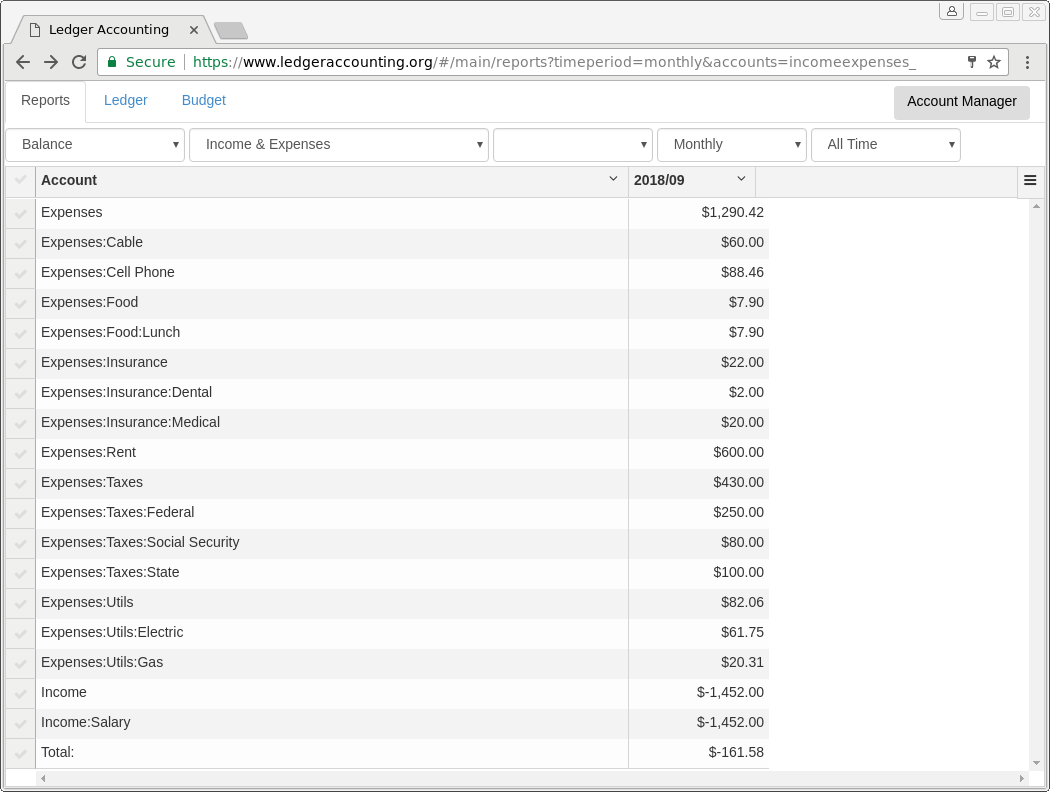 Ledger Accounting
Secure https://www.ledgeraccounting.org/#/main/reports?timeperiod=monthly&accounts=incomeexpenses_
Reports Ledger Budget Account Manager
Balance Income & Expenses Monthly All Time
Account 2018/09
Expenses $1,290.42
Expenses:Cable $60.00
Expenses:Cell Phone $88.46
Expenses:Food $7.90
Expenses:Food:Lunch $7.90
Expenses:Insurance $22.00
Expenses:Insurance:Dental $2.00
Expenses:Insurance:Medical $20.00
Expenses:Rent $600.00
Expenses:Taxes $430.00
Expenses:Taxes:Federal $250.00
Expenses:Taxes:Social Security $80.00
Expenses:Taxes:State $100.00
Expenses:Utils $82.06
Expenses:Utils:Electric $61.75
Expenses:Utils:Gas $20.31
Income $-1,452.00
Income:Salary $-1,452.00
Total: $-161.58